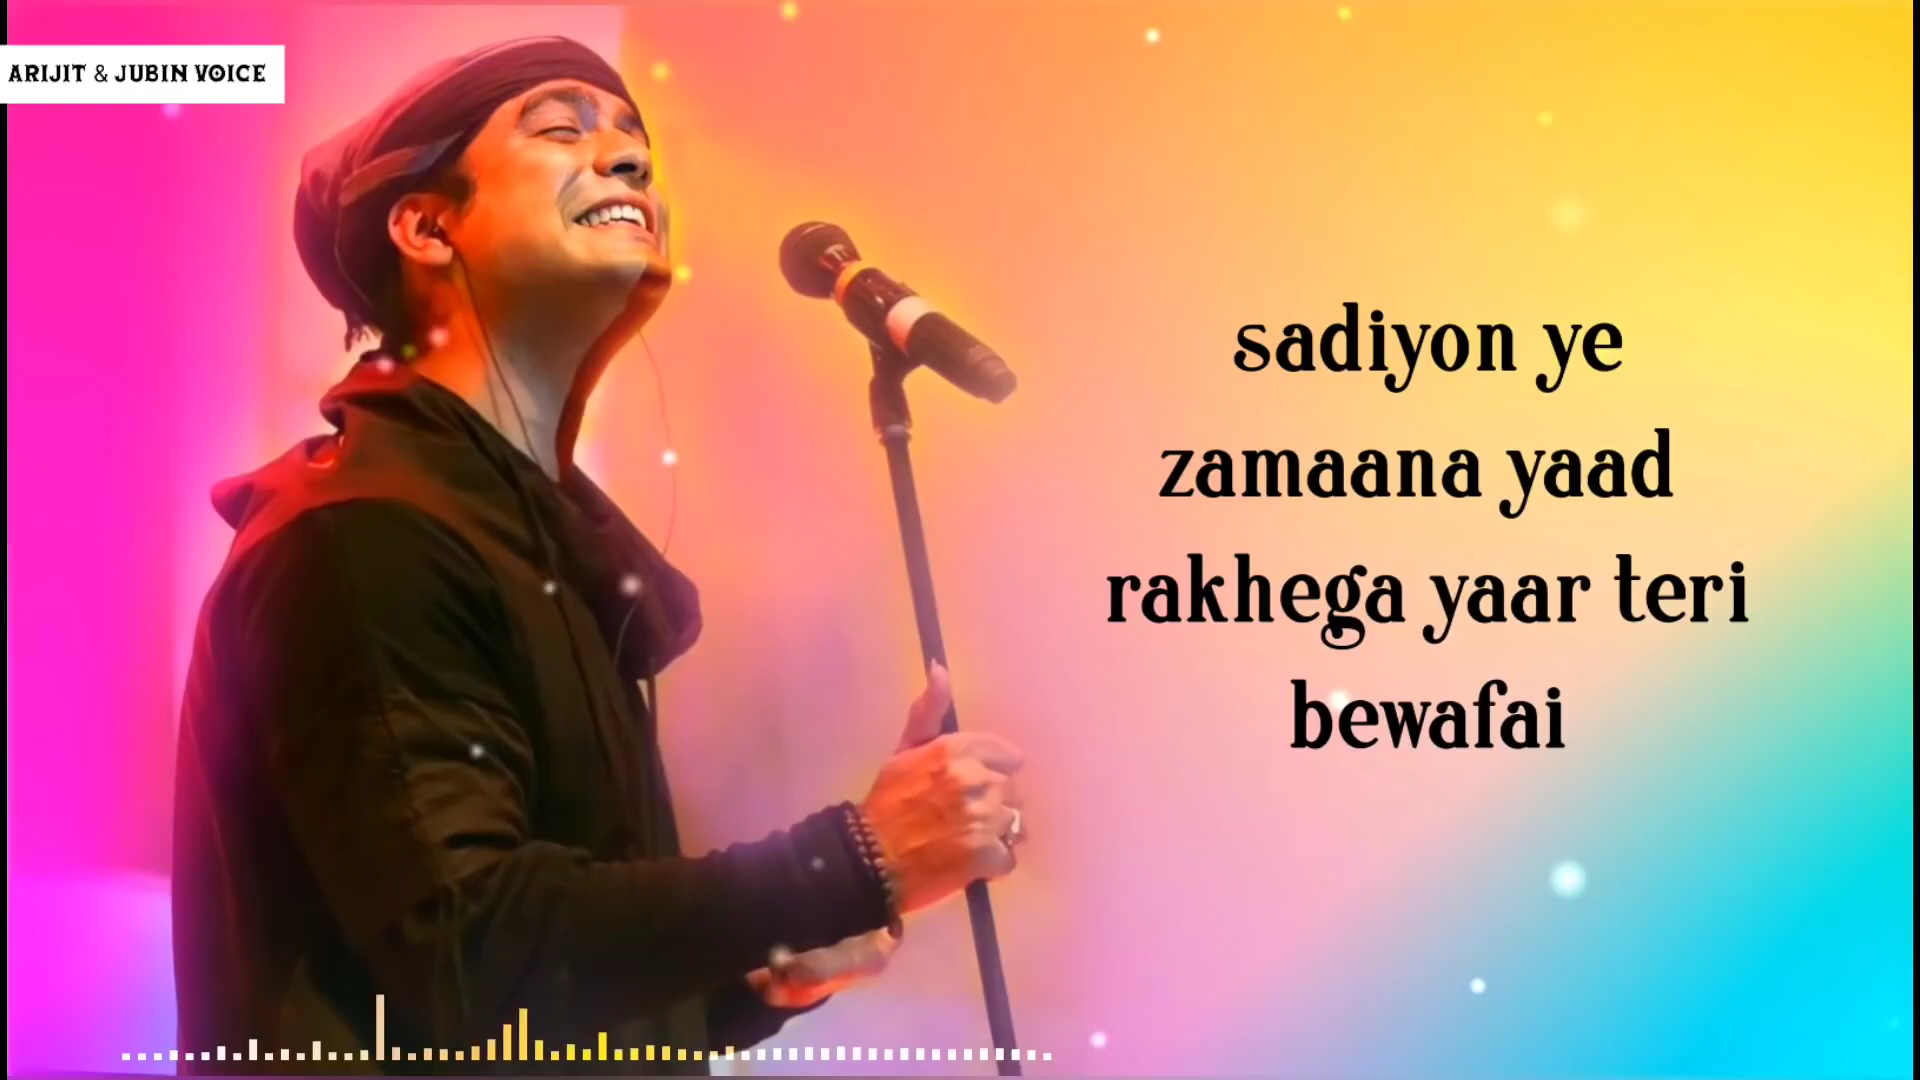 ARIJIT & JUBIN VOICE
sadiyon ye
zamaana yaad
rakhega yaar teri
bewafai